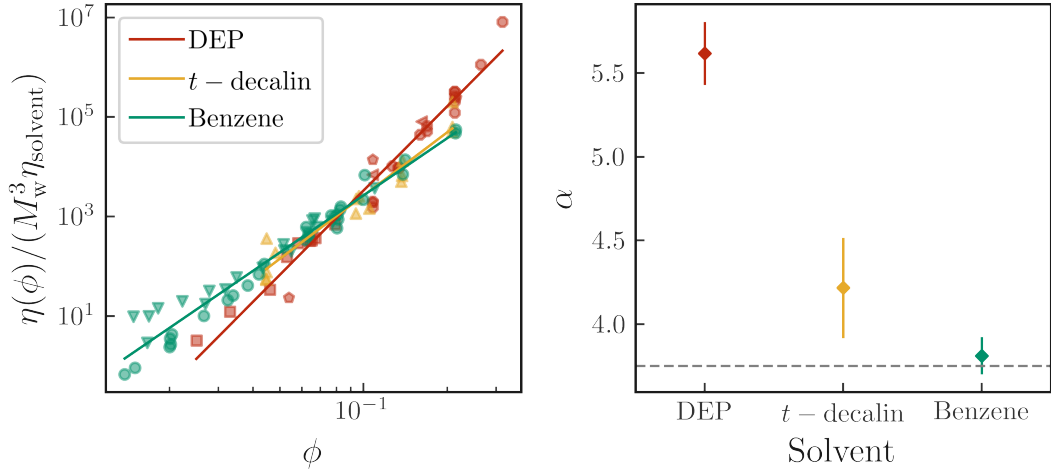 η(ϕ)/(M_w^3 η_solvent)
10^7
10^5
10^3
10^1
DEP
t − decalin
Benzene
10^−1
ϕ
α
5.5
5.0
4.5
4.0
DEP
t − decalin
Benzene
Solvent